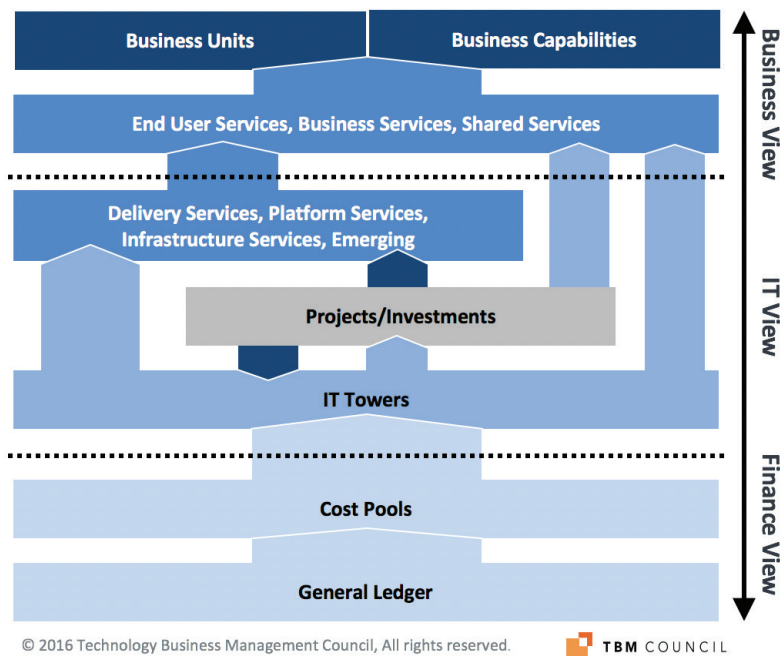 Business Units
Business Capabilities
End User Services, Business Services, Shared Services
Delivery Services, Platform Services,
Infrastructure Services, Emerging
Projects/Investments
IT Towers
Cost Pools
General Ledger
Business View
IT View
Finance View
© 2016 Technology Business Management Council, All rights reserved.
TBM COUNCIL